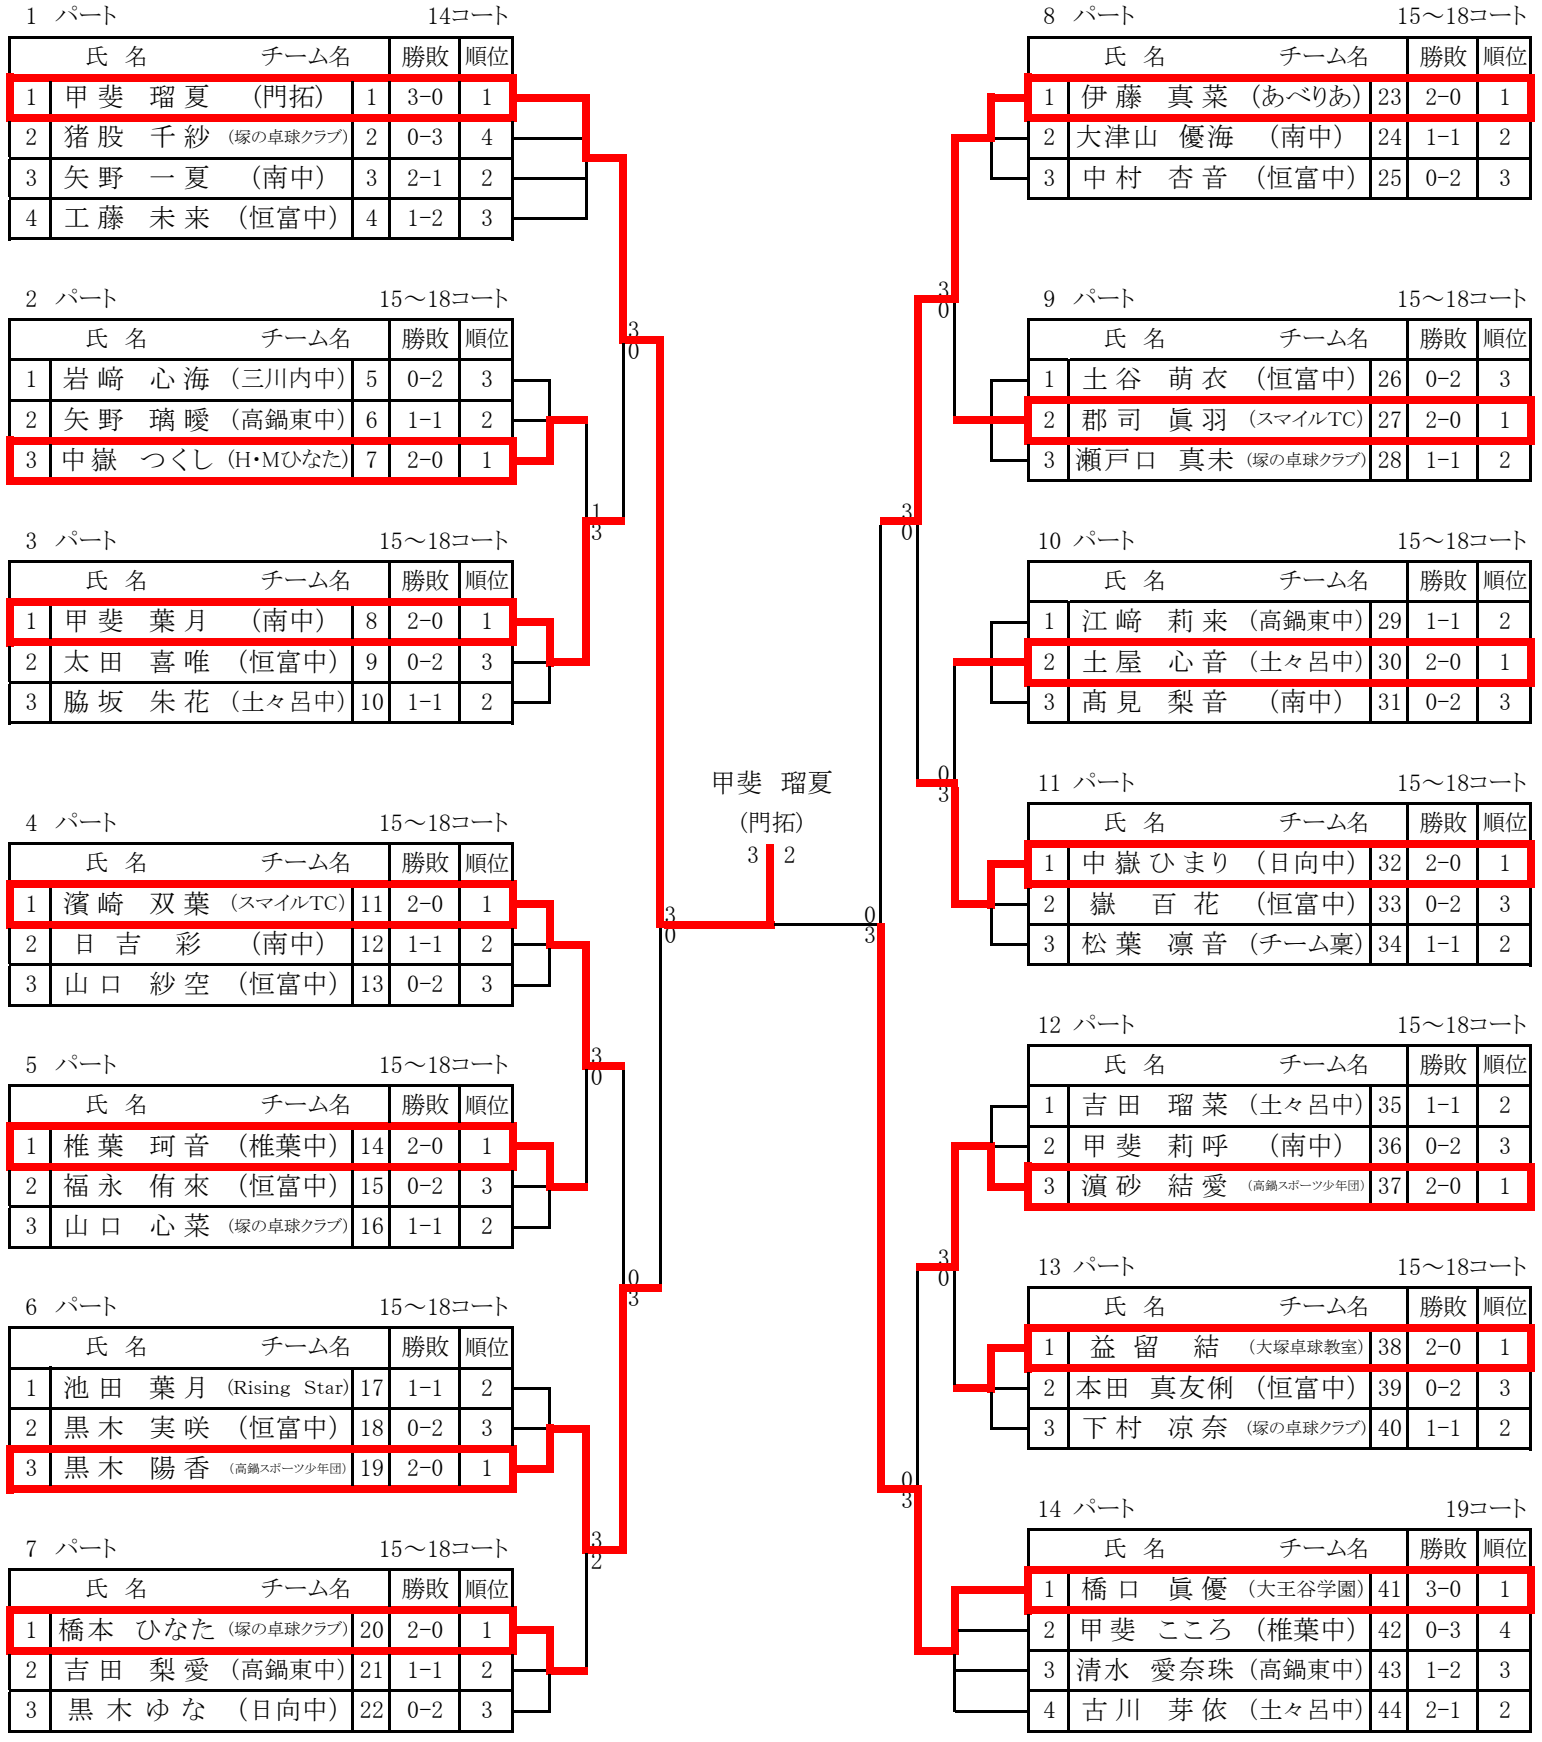 1 パート 14コート
氏 名 チーム名 勝敗 順位
1 甲斐 瑠夏 (門拓) 1 3-0 1
2 猪股 千紗 (塚の卓球クラブ) 2 0-3 4
3 矢野 一夏 (南中) 3 2-1 2
4 工藤 未来 (恒富中) 4 1-2 3
2 パート 15～18コート
氏 名 チーム名 勝敗 順位
1 岩﨑 心海 (三川内中) 5 0-2 3
2 矢野 璃曖 (高鍋東中) 6 1-1 2
3 中嶽 つくし (H・Mひなた) 7 2-0 1
3 パート 15～18コート
氏 名 チーム名 勝敗 順位
1 甲斐 葉月 (南中) 8 2-0 1
2 太田 喜唯 (恒富中) 9 0-2 3
3 脇坂 朱花 (土々呂中) 10 1-1 2
4 パート 15～18コート
氏 名 チーム名 勝敗 順位
1 濱崎 双葉 (スマイルTC) 11 2-0 1
2 日吉 彩 (南中) 12 1-1 2
3 山口 紗空 (恒富中) 13 0-2 3
5 パート 15～18コート
氏 名 チーム名 勝敗 順位
1 椎葉 珂音 (椎葉中) 14 2-0 1
2 福永 侑來 (恒富中) 15 0-2 3
3 山口 心菜 (塚の卓球クラブ) 16 1-1 2
6 パート 15～18コート
氏 名 チーム名 勝敗 順位
1 池田 葉月 (Rising Star) 17 1-1 2
2 黒木 実咲 (恒富中) 18 0-2 3
3 黒木 陽香 (高鍋スポーツ少年団) 19 2-0 1
7 パート 15～18コート
氏 名 チーム名 勝敗 順位
1 橋本 ひなた (塚の卓球クラブ) 20 2-0 1
2 吉田 梨愛 (高鍋東中) 21 1-1 2
3 黒木ゆな (日向中) 22 0-2 3
3
0
1
3
3
0
3
0
0
3
3
2
甲斐 瑠夏
(門拓)
3 2
3
0
3
0
0
3
0
3
3
0
0
3
8 パート 15～18コート
氏 名 チーム名 勝敗 順位
1 伊藤 真菜 (あべりあ) 23 2-0 1
2 大津山 優海 (南中) 24 1-1 2
3 中村 杏音 (恒富中) 25 0-2 3
9 パート 15～18コート
氏 名 チーム名 勝敗 順位
1 土谷 萌衣 (恒富中) 26 0-2 3
2 郡司 眞羽 (スマイルTC) 27 2-0 1
3 瀬戸口 真未 (塚の卓球クラブ) 28 1-1 2
10 パート 15～18コート
氏 名 チーム名 勝敗 順位
1 江﨑 莉来 (高鍋東中) 29 1-1 2
2 土屋 心音 (土々呂中) 30 2-0 1
3 髙見 梨音 (南中) 31 0-2 3
11 パート 15～18コート
氏 名 チーム名 勝敗 順位
1 中嶽ひまり (日向中) 32 2-0 1
2 嶽 百花 (恒富中) 33 0-2 3
3 松葉 凛音 (チーム稟) 34 1-1 2
12 パート 15～18コート
氏 名 チーム名 勝敗 順位
1 吉田 瑠菜 (土々呂中) 35 1-1 2
2 甲斐 莉呼 (南中) 36 0-2 3
3 濵砂 結愛 (高鍋スポーツ少年団) 37 2-0 1
13 パート 15～18コート
氏 名 チーム名 勝敗 順位
1 益留 結 (大塚卓球教室) 38 2-0 1
2 本田 真友俐 (恒富中) 39 0-2 3
3 下村 凉奈 (塚の卓球クラブ) 40 1-1 2
14 パート 19コート
氏 名 チーム名 勝敗 順位
1 橋口 眞優 (大王谷学園) 41 3-0 1
2 甲斐 こころ (椎葉中) 42 0-3 4
3 清水 愛奈珠 (高鍋東中) 43 1-2 3
4 古川 芽依 (土々呂中) 44 2-1 2